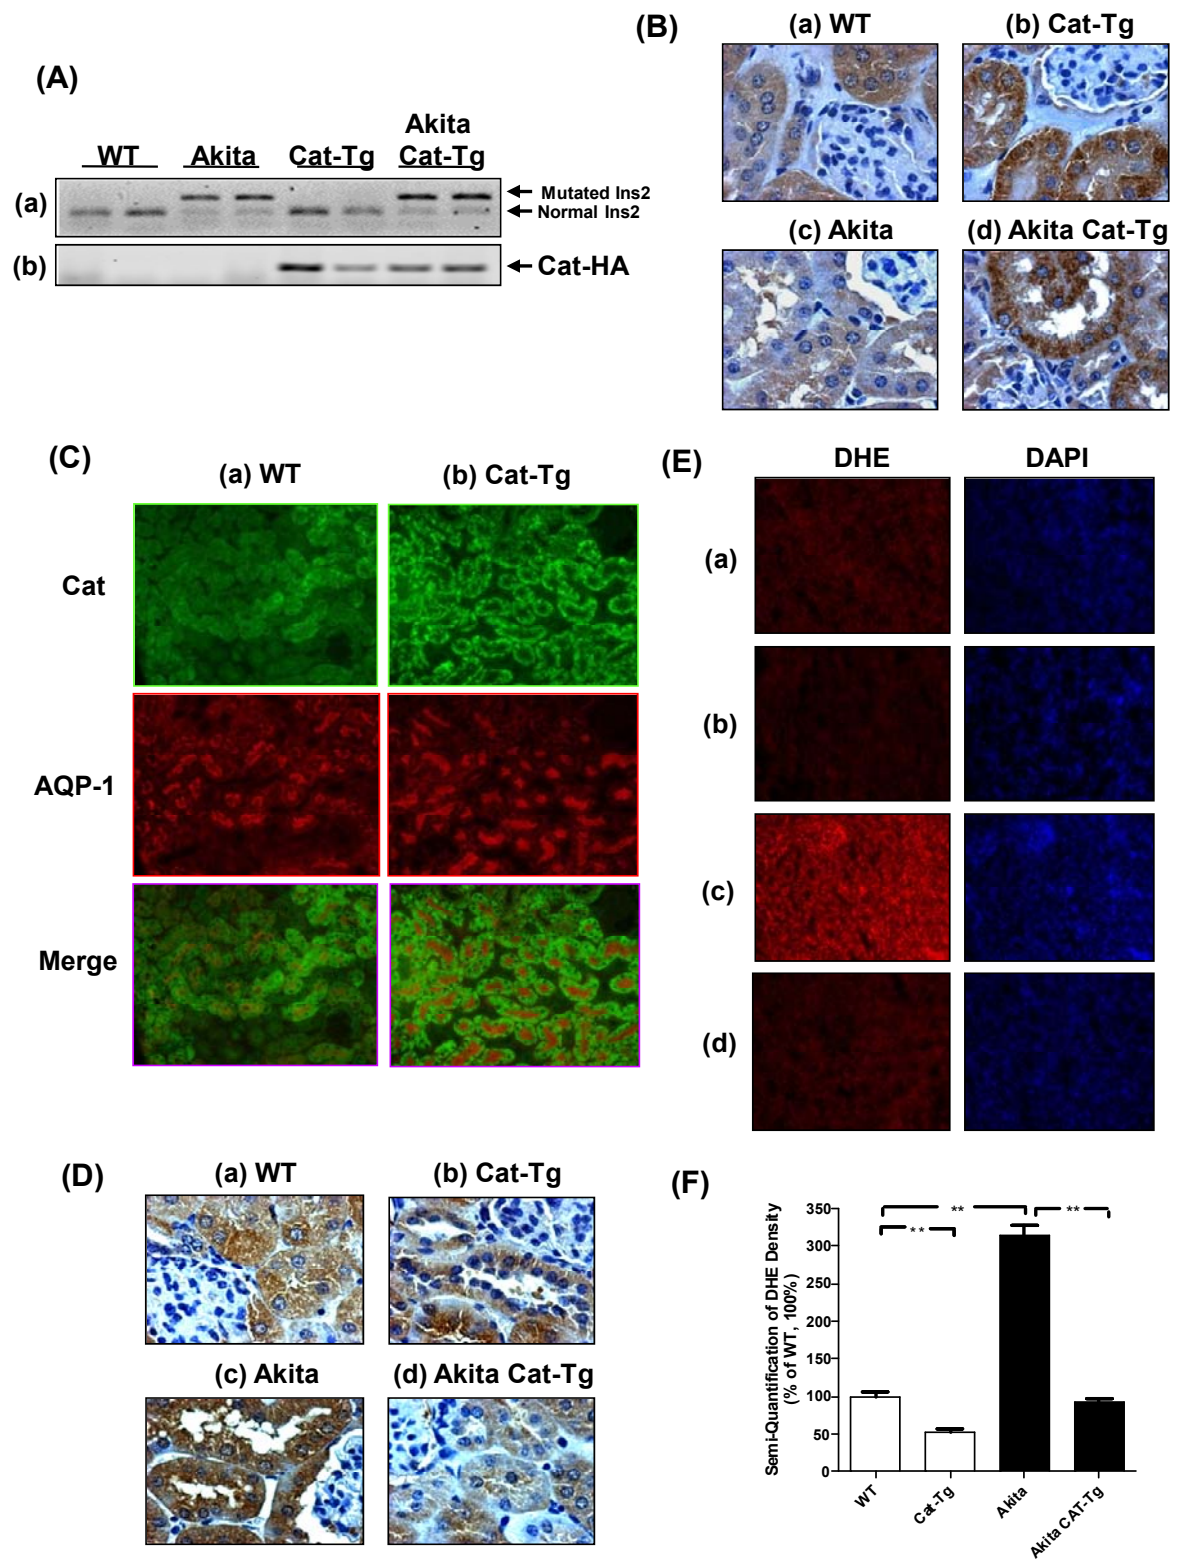 (A)
WT Akita Cat-Tg Akita Cat-Tg
(a)
Mutated Ins2
Normal Ins2
(b)
Cat-HA
(B)
(a) WT
(b) Cat-Tg
(c) Akita
(d) Akita Cat-Tg
(C)
(a) WT
(b) Cat-Tg
Cat
AQP-1
Merge
(D)
(a) WT
(b) Cat-Tg
(c) Akita
(d) Akita Cat-Tg
(E)
DHE
DAPI
(a)
(b)
(c)
(d)
(F)
Semi-Quantification of DHE Density
(% of WT, 100%)
350
300
250
200
150
100
50
0
**
**
**
WT
Cat-Tg
Akita
Akita CAT-Tg